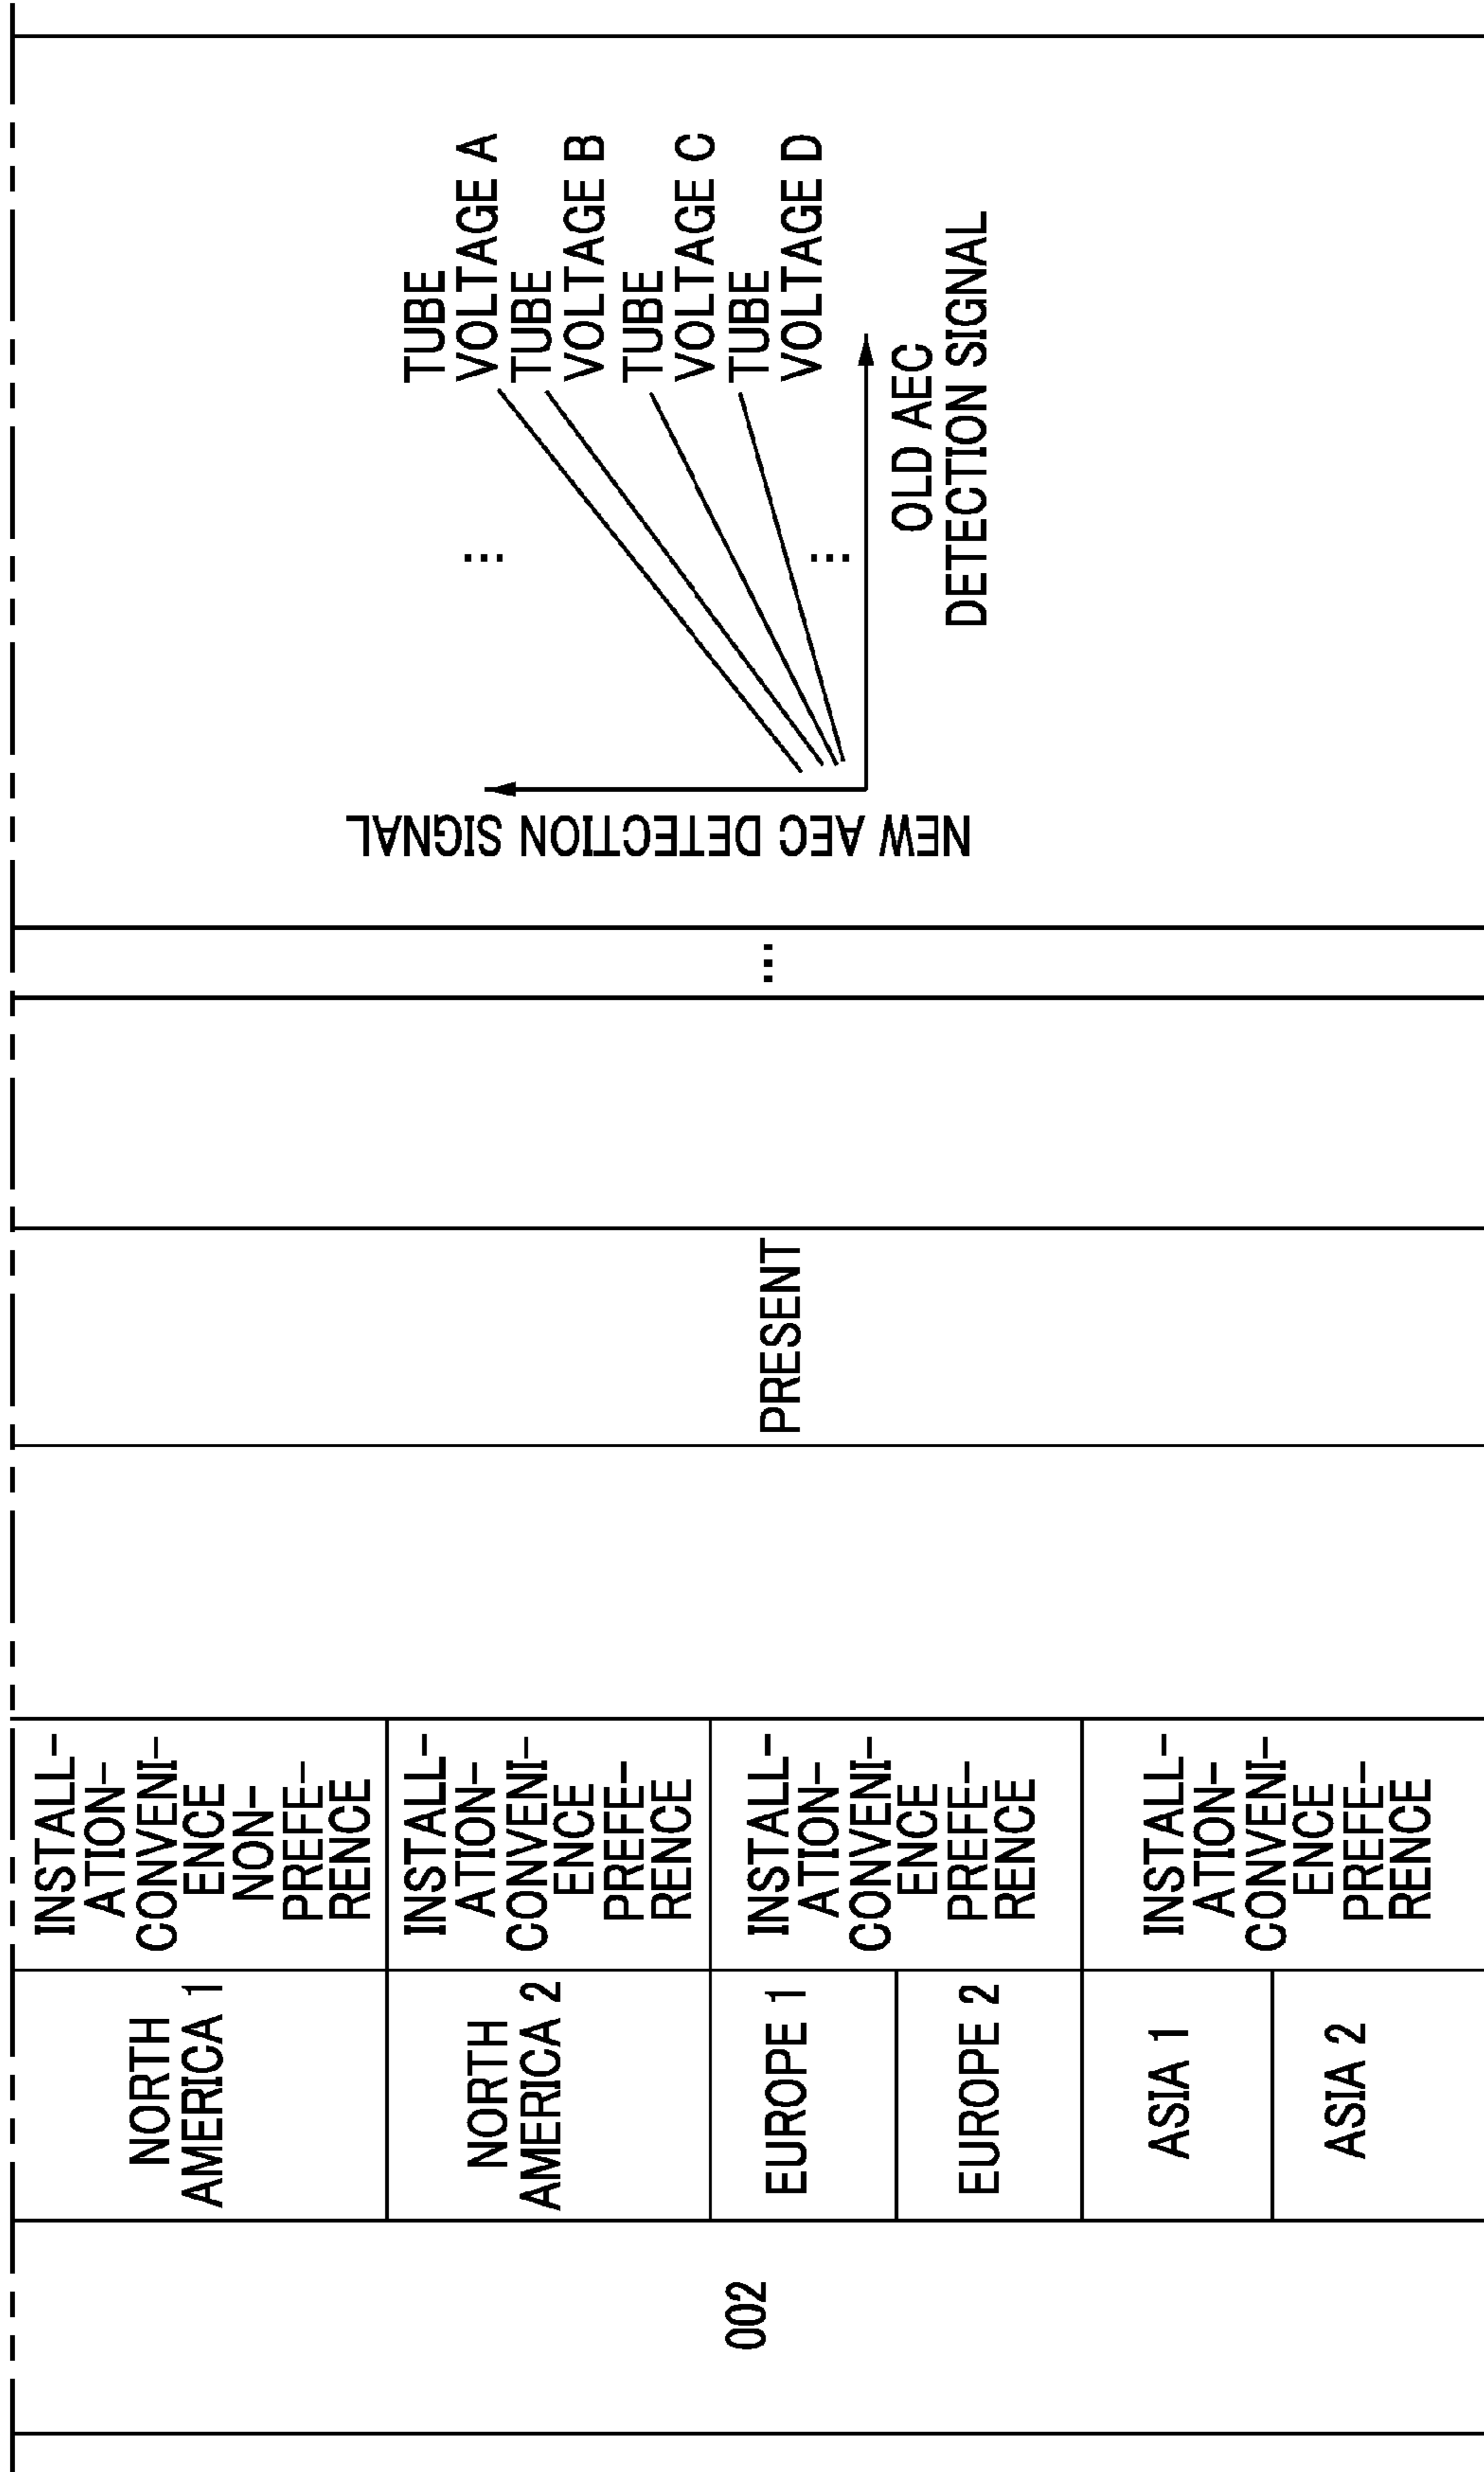 002
NORTH
AMERICA 1
INSTALL-
ATION-
CONVENI-
ENCE
NON-
PREFE-
RENCE
NORTH
AMERICA 2
INSTALL-
ATION-
CONVENI-
ENCE
PREFE-
RENCE
EUROPE 1
EUROPE 2
INSTALL-
ATION-
CONVENI-
ENCE
PREFE-
RENCE
ASIA 1
ASIA 2
INSTALL-
ATION-
CONVENI-
ENCE
PREFE-
RENCE
PRESENT
...
NEW AEC DETECTION SIGNAL
...
...
TUBE
VOLTAGE A
TUBE
VOLTAGE B
TUBE
VOLTAGE C
TUBE
VOLTAGE D
OLD AEC
DETECTION SIGNAL